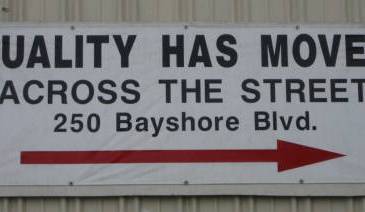 UALITY HAS MOVE
ACROSS THE STREET
250 Bayshore Blvd.